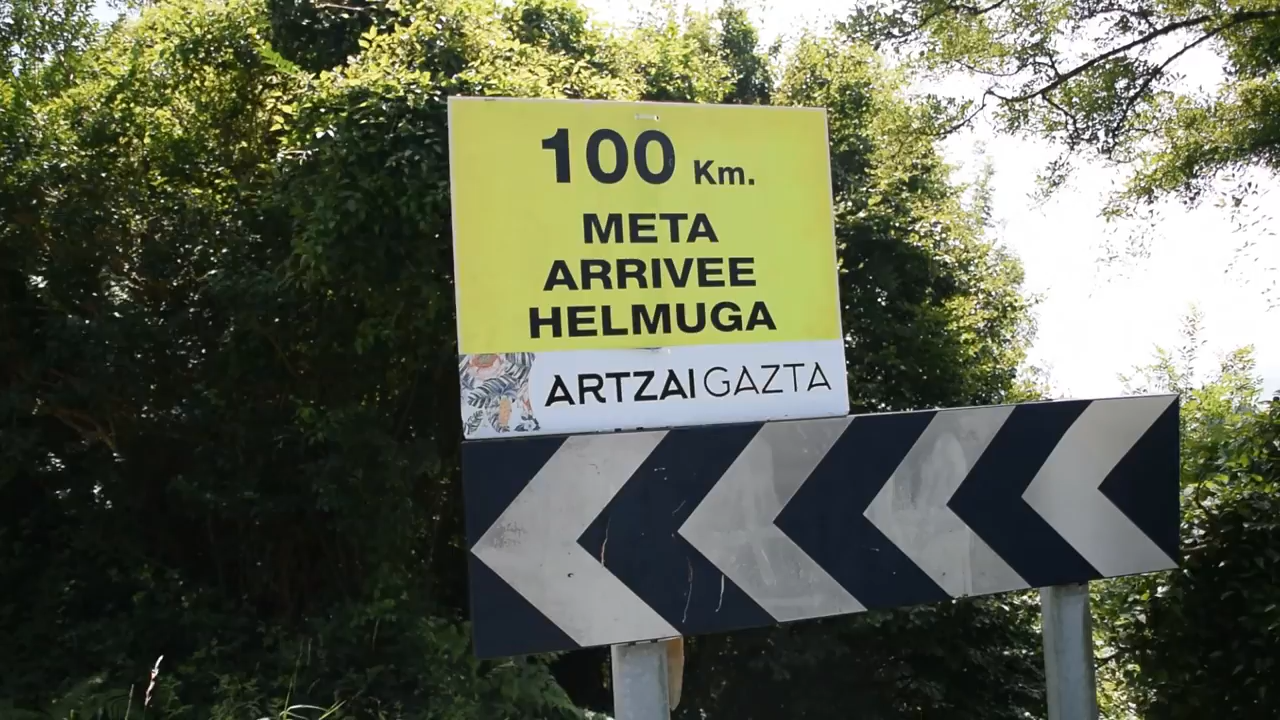 100 Km.
META
ARRIVEE
HELMUGA
ARTZAI GAZTA